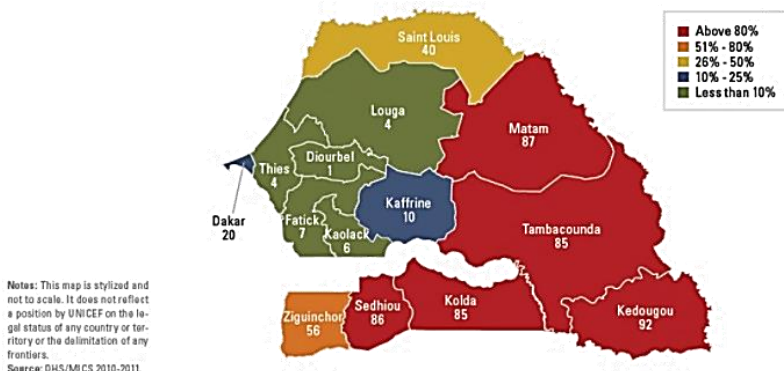 Saint Louis
40
Above 80%
51% - 80%
26% - 50%
10% - 25%
Less than 10%
Louga
4
Matam
87
Diourbel
1
Thies
4
Dakar
20
Kaffrine
10
Fatick
7
Kaolack
6
Tambacounda
85
Ziguinchor
56
Sedhiou
86
Kolda
85
Kedougou
92
Notes: This map is stylized and
not to scale. It does not reflect
a position by UNICEF on the le-
gal status of any country or ter-
ritory or the delimitation of any
frontiers.
Source: DHS/MICS 2010-2011